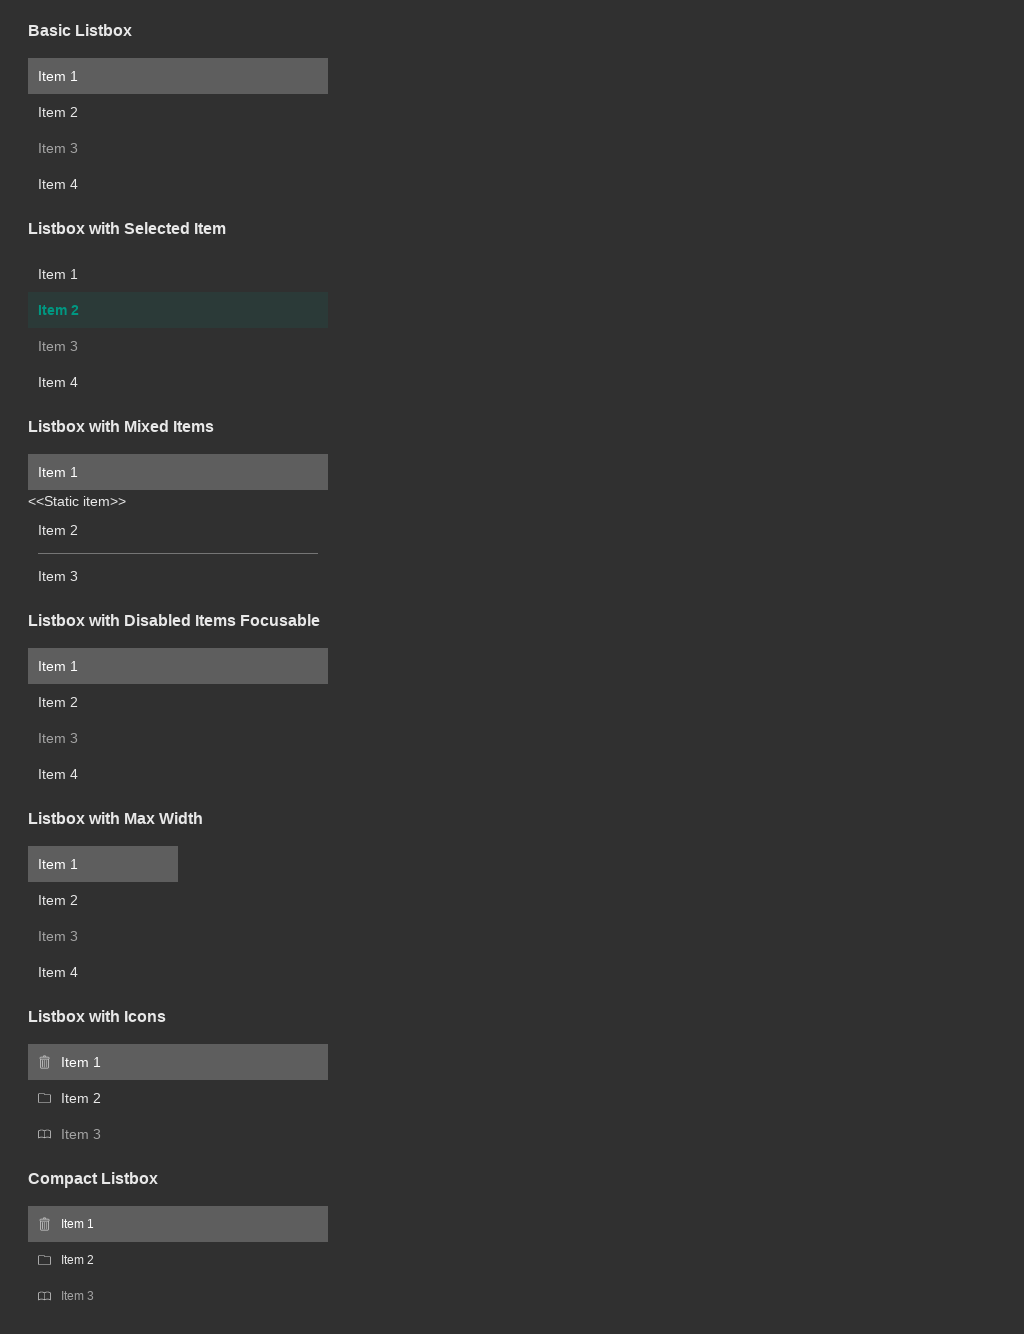 Basic Listbox
Item 1
Item 2
Item 3
Item 4
Listbox with Selected Item
Item 1
Item 2
Item 3
Item 4
Listbox with Mixed Items
Item 1
<<Static item>>
Item 2
Item 3
Listbox with Disabled Items Focusable
Item 1
Item 2
Item 3
Item 4
Listbox with Max Width
Item 1
Item 2
Item 3
Item 4
Listbox with Icons
Item 1
Item 2
Item 3
Compact Listbox
Item 1
Item 2
Item 3